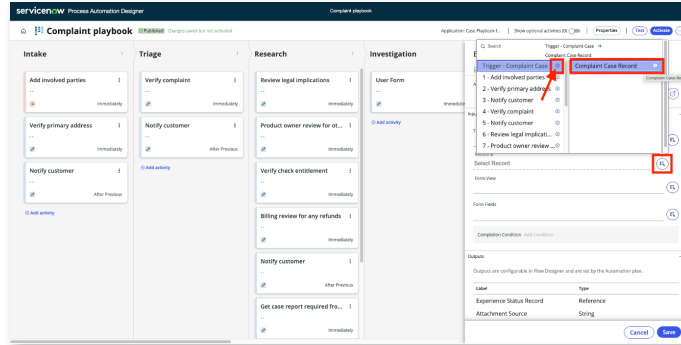 servicenow Process Automation Designer
Complaint playbook
Complaint playbook
Published
Changes saved but not activated
Application: Case Playbook f...
Show optional activities (0)
Properties
Test
Activate
Intake
Triage
Research
Investigation
Add involved parties
--
Immediately
Verify primary address
--
Immediately
Notify customer
--
After Previous
Add activity
Verify complaint
--
Immediately
Notify customer
--
After Previous
Add activity
Review legal implications
--
Immediately
Product owner review for ot...
--
Immediately
Verify check entitlement
--
Immediately
Billing review for any refunds
--
Immediately
Notify customer
--
After Previous
Get case report required fro...
--
Immediately
User Form
--
Add activity
Search
Trigger - Complaint Case
Complaint Case Record
Trigger - Complaint Case
1 - Add involved parties
2 - Verify primary address
3 - Notify customer
4 - Verify complaint
5 - Notify customer
6 - Review legal implicati...
7 - Product owner review ...
Complaint Case Record
Complaint Case Re
Select Record
Form View
Form Fields
Completion Condition Add Condition
Outputs
Outputs are configurable in Flow Designer and are set by the Automation plan.
Label
Type
Experience Status Record
Reference
Attachment Source
String
Cancel
Save